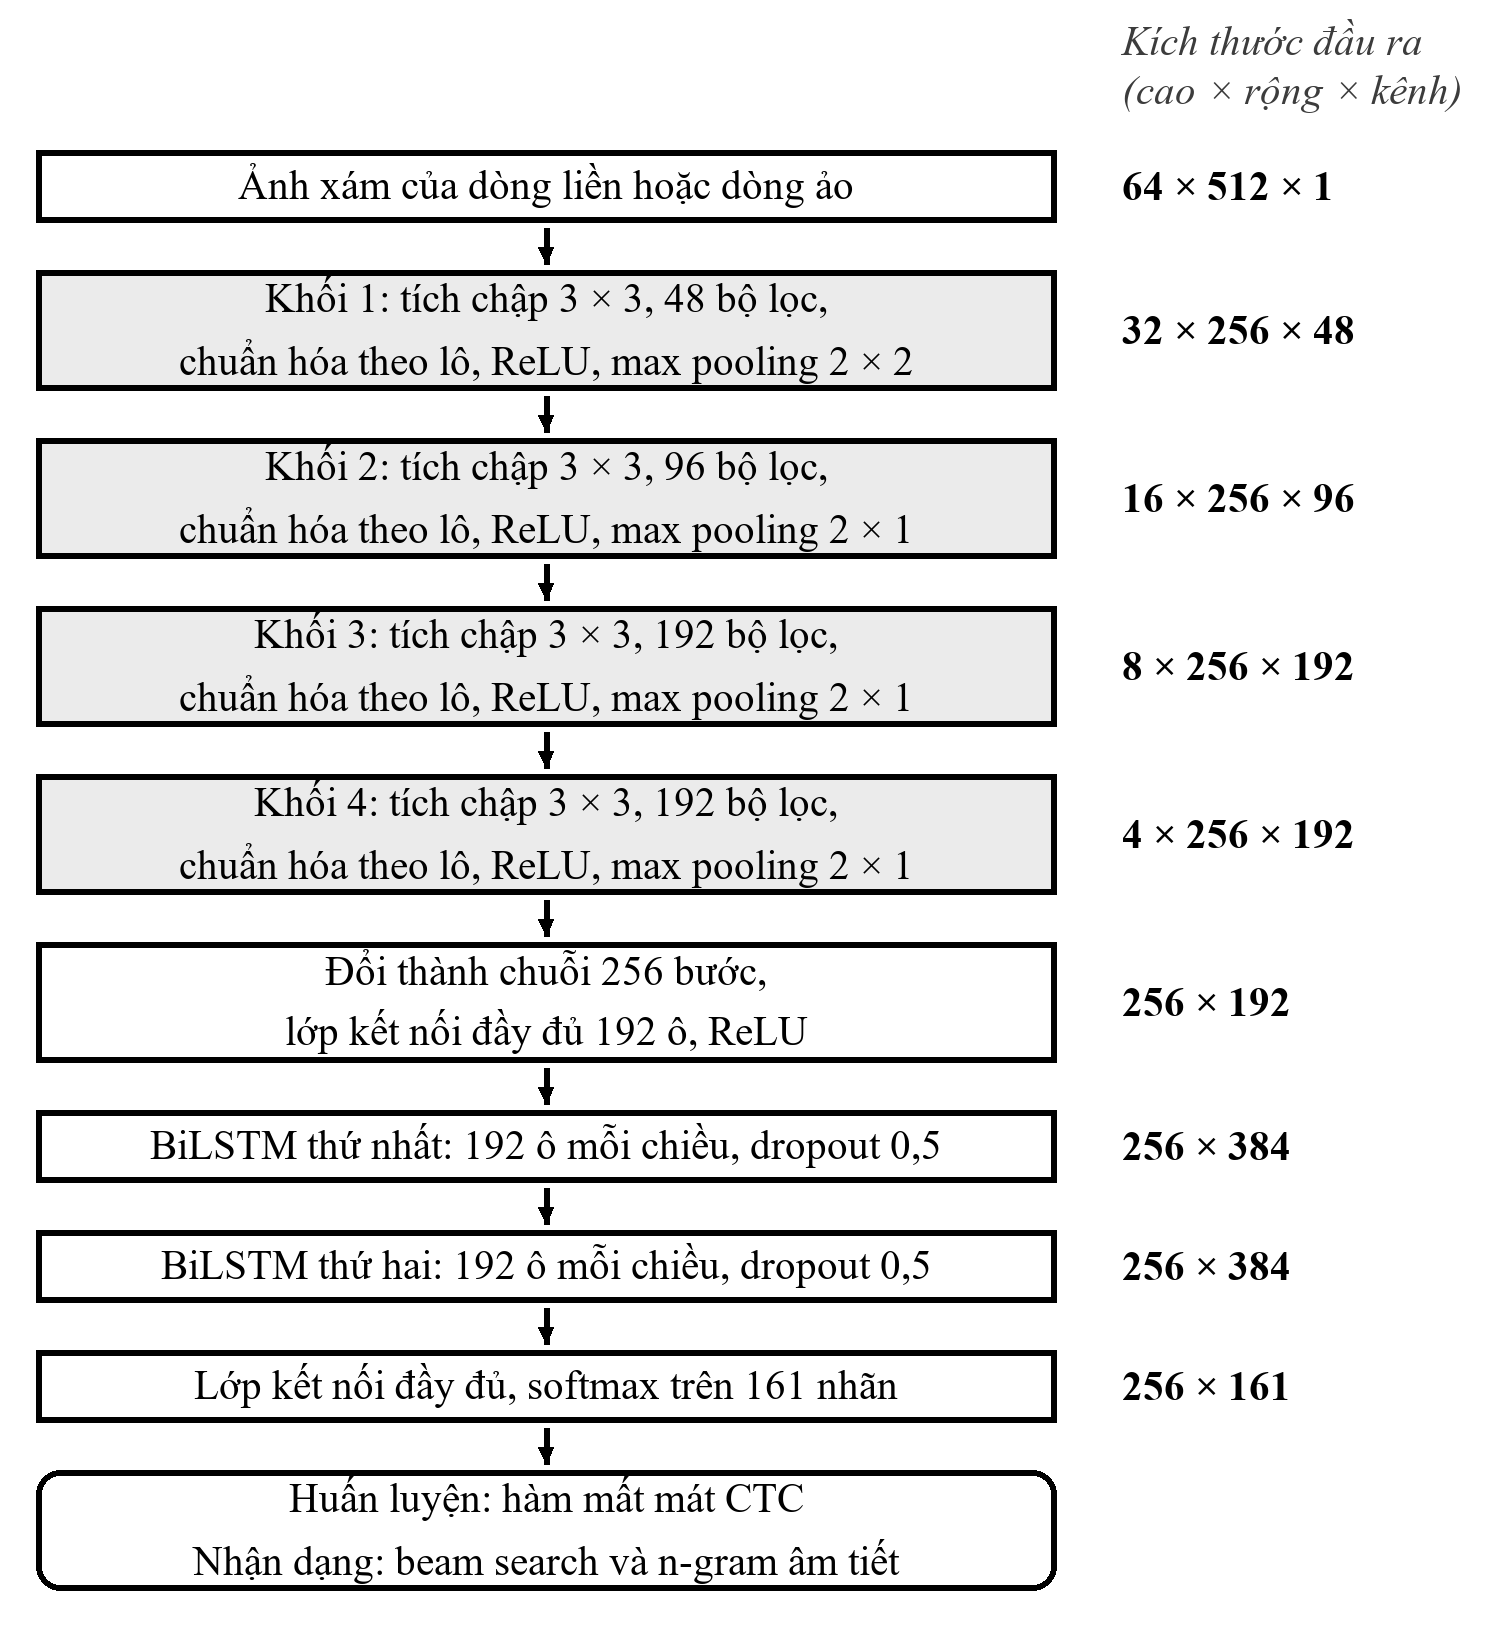 Kích thước đầu ra
(cao × rộng × kênh)
Ảnh xám của dòng liền hoặc dòng ảo
64 × 512 × 1
Khối 1: tích chập 3 × 3, 48 bộ lọc,
chuẩn hóa theo lô, ReLU, max pooling 2 × 2
32 × 256 × 48
Khối 2: tích chập 3 × 3, 96 bộ lọc,
chuẩn hóa theo lô, ReLU, max pooling 2 × 1
16 × 256 × 96
Khối 3: tích chập 3 × 3, 192 bộ lọc,
chuẩn hóa theo lô, ReLU, max pooling 2 × 1
8 × 256 × 192
Khối 4: tích chập 3 × 3, 192 bộ lọc,
chuẩn hóa theo lô, ReLU, max pooling 2 × 1
4 × 256 × 192
Đổi thành chuỗi 256 bước,
lớp kết nối đầy đủ 192 ô, ReLU
256 × 192
BiLSTM thứ nhất: 192 ô mỗi chiều, dropout 0,5
256 × 384
BiLSTM thứ hai: 192 ô mỗi chiều, dropout 0,5
256 × 384
Lớp kết nối đầy đủ, softmax trên 161 nhãn
256 × 161
Huấn luyện: hàm mất mát CTC
Nhận dạng: beam search và n-gram âm tiết